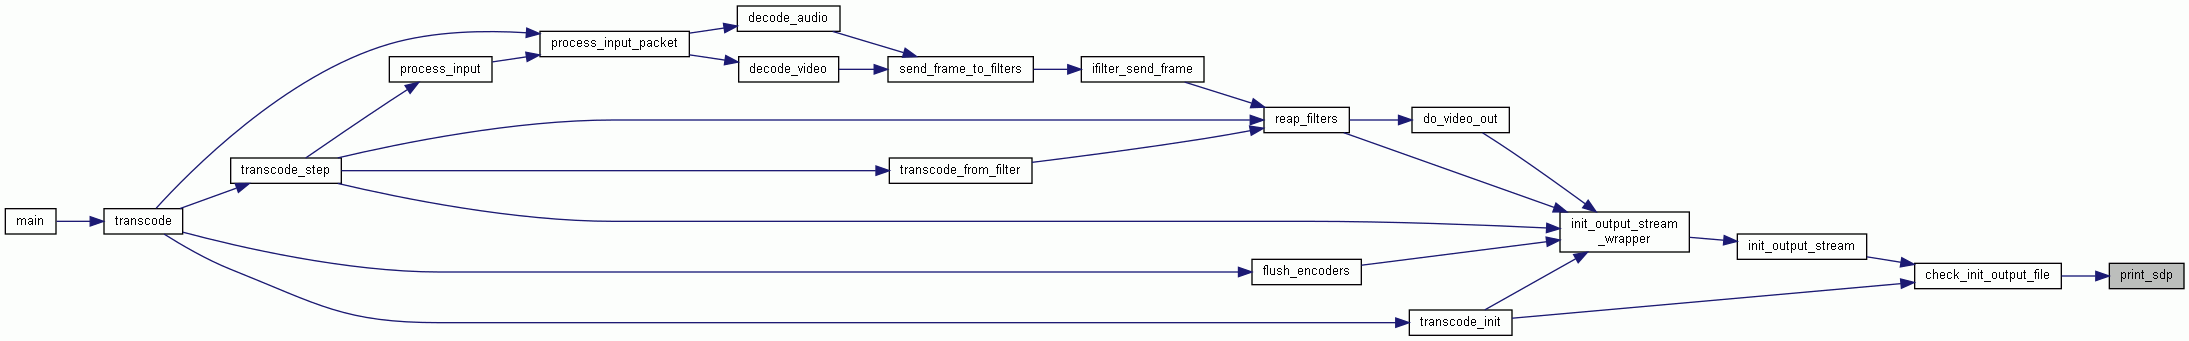 decode_audio
process_input_packet
process_input
decode_video
send_frame_to_filters
ifilter_send_frame
reap_filters
do_video_out
transcode_step
transcode_from_filter
main
transcode
init_output_stream
_wrapper
init_output_stream
flush_encoders
check_init_output_file
print_sdp
transcode_init